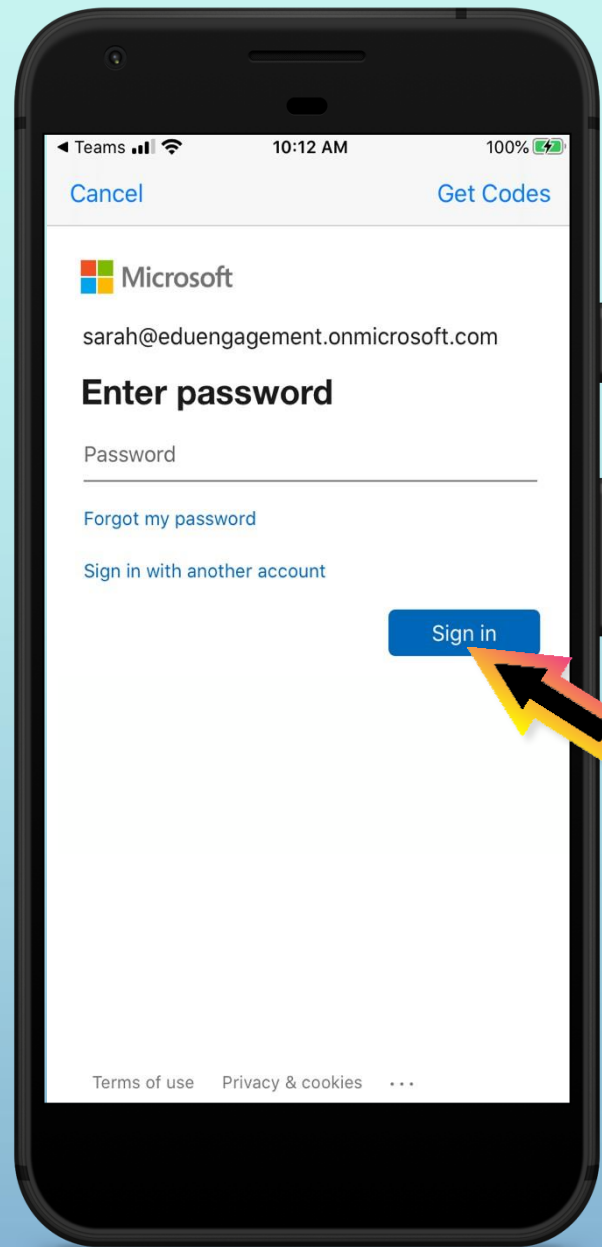 ◀ Teams 10:12 AM 100%
Cancel Get Codes
Microsoft
sarah@eduengagement.onmicrosoft.com
Enter password
Password
Forgot my password
Sign in with another account
Sign in
Terms of use Privacy & cookies ...